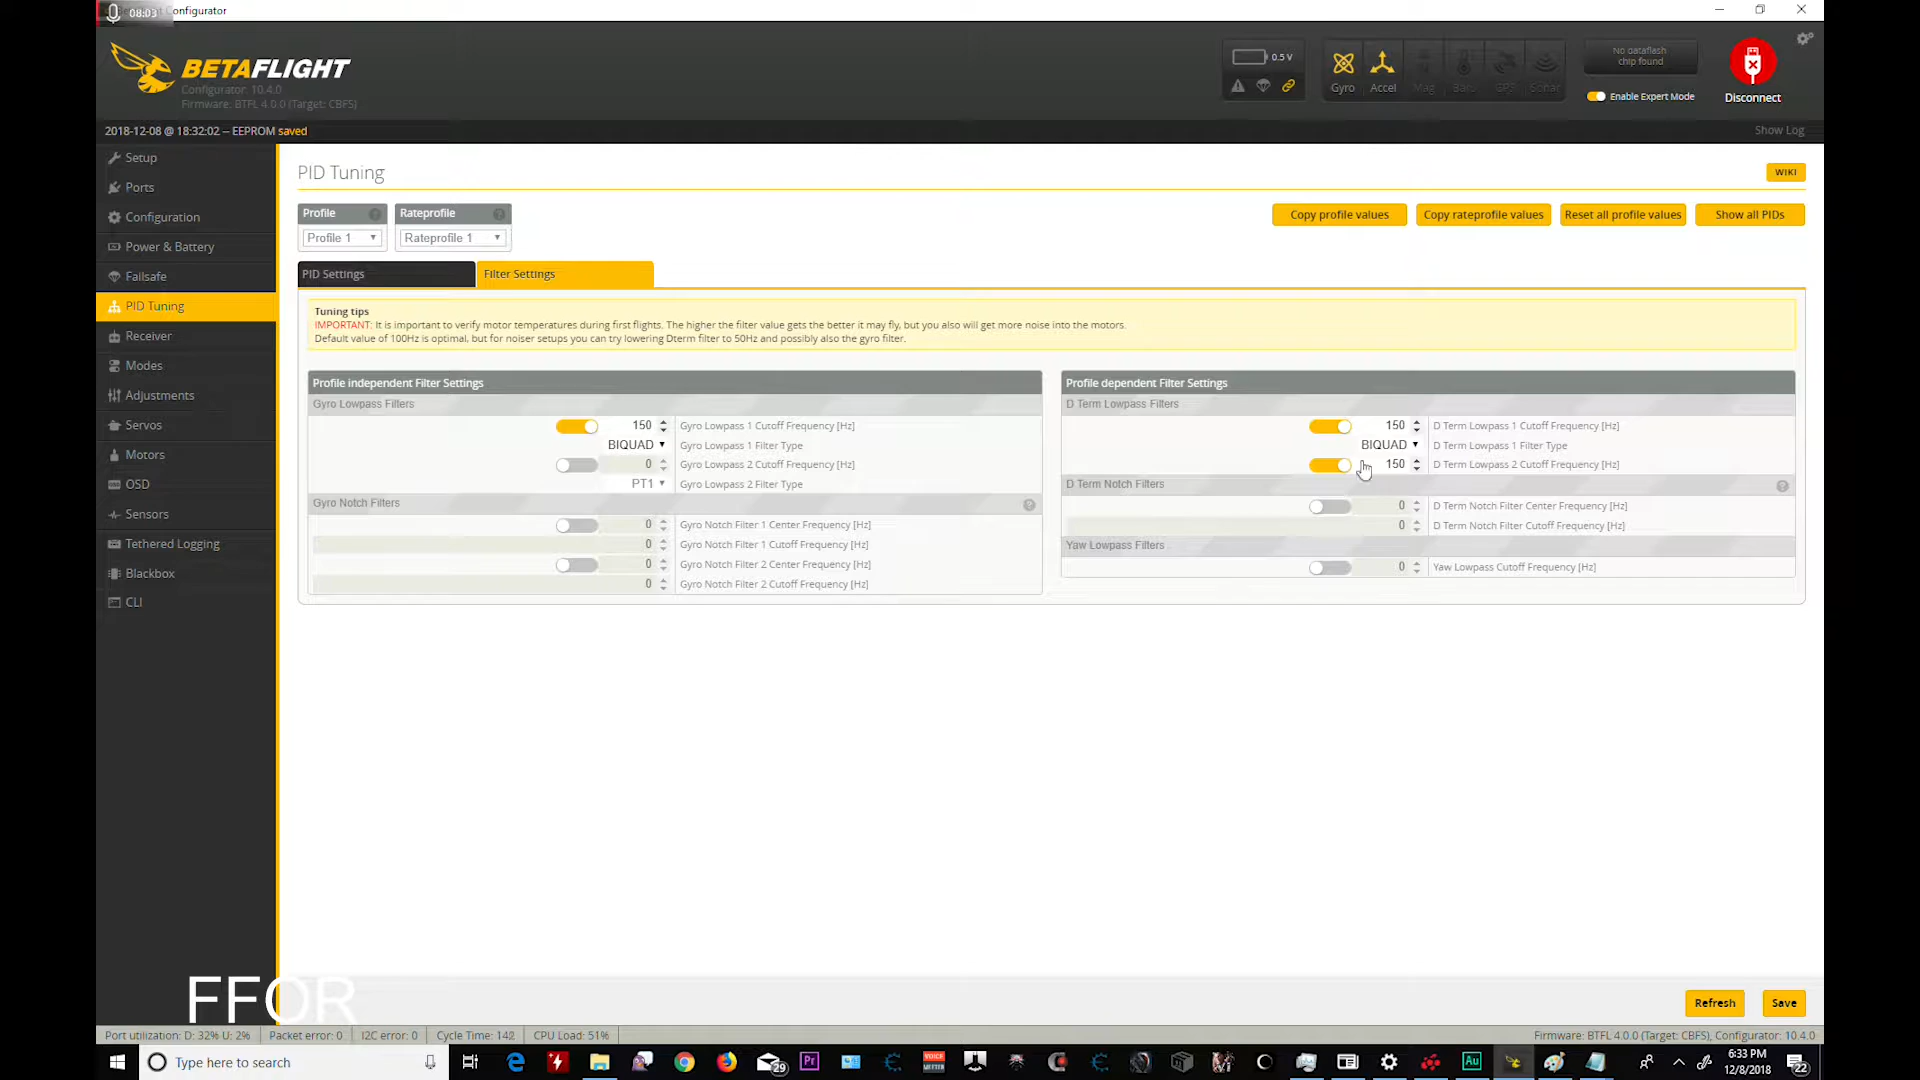 08:03
Configurator
BETAFLIGHT
Configurator: 10.4.0
Firmware: BTFL 4.0.0 (Target: CBFS)
0.5 V
Gyro Accel Mag Baro GPS Sonar
No dataflash
chip found
Enable Expert Mode
Disconnect
2018-12-08 @ 18:32:02 -- EEPROM saved
Show Log
Setup
Ports
Configuration
Power & Battery
Failsafe
PID Tuning
Receiver
Modes
Adjustments
Servos
Motors
OSD
Sensors
Tethered Logging
Blackbox
CLI
PID Tuning
WIKI
Profile
Profile 1
Rateprofile
Rateprofile 1
Copy profile values
Copy rateprofile values
Reset all profile values
Show all PIDs
PID Settings
Filter Settings
Tuning tips
IMPORTANT: It is important to verify motor temperatures during first flights. The higher the filter value gets the better it may fly, but you also will get more noise into the motors.
Default value of 100Hz is optimal, but for noiser setups you can try lowering Dterm filter to 50Hz and possibly also the gyro filter.
Profile independent Filter Settings
Gyro Lowpass Filters
150 Gyro Lowpass 1 Cutoff Frequency [Hz]
BIQUAD Gyro Lowpass 1 Filter Type
0 Gyro Lowpass 2 Cutoff Frequency [Hz]
PT1 Gyro Lowpass 2 Filter Type
Gyro Notch Filters
0 Gyro Notch Filter 1 Center Frequency [Hz]
0 Gyro Notch Filter 1 Cutoff Frequency [Hz]
0 Gyro Notch Filter 2 Center Frequency [Hz]
0 Gyro Notch Filter 2 Cutoff Frequency [Hz]
Profile dependent Filter Settings
D Term Lowpass Filters
150 D Term Lowpass 1 Cutoff Frequency [Hz]
BIQUAD D Term Lowpass 1 Filter Type
150 D Term Lowpass 2 Cutoff Frequency [Hz]
D Term Notch Filters
0 D Term Notch Filter Center Frequency [Hz]
0 D Term Notch Filter Cutoff Frequency [Hz]
Yaw Lowpass Filters
0 Yaw Lowpass Cutoff Frequency [Hz]
FFOR
Refresh
Save
Port utilization: D: 32% U: 2%
Packet error: 0
I2C error: 0
Cycle Time: 142
CPU Load: 51%
Firmware: BTFL 4.0.0 (Target: CBFS), Configurator: 10.4.0
Type here to search
29
Pr
VOICE
MEETER
Au
6:33 PM
12/8/2018
22